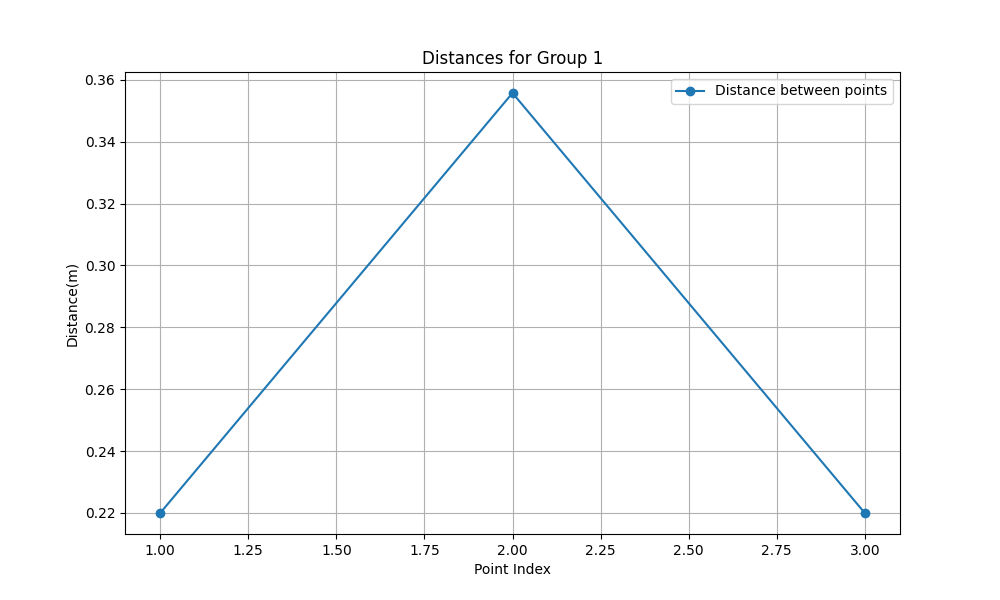 Distances for Group 1
Distance between points
0.36
0.34
0.32
0.30
0.28
0.26
0.24
0.22
Distance(m)
1.00 1.25 1.50 1.75 2.00 2.25 2.50 2.75 3.00
Point Index